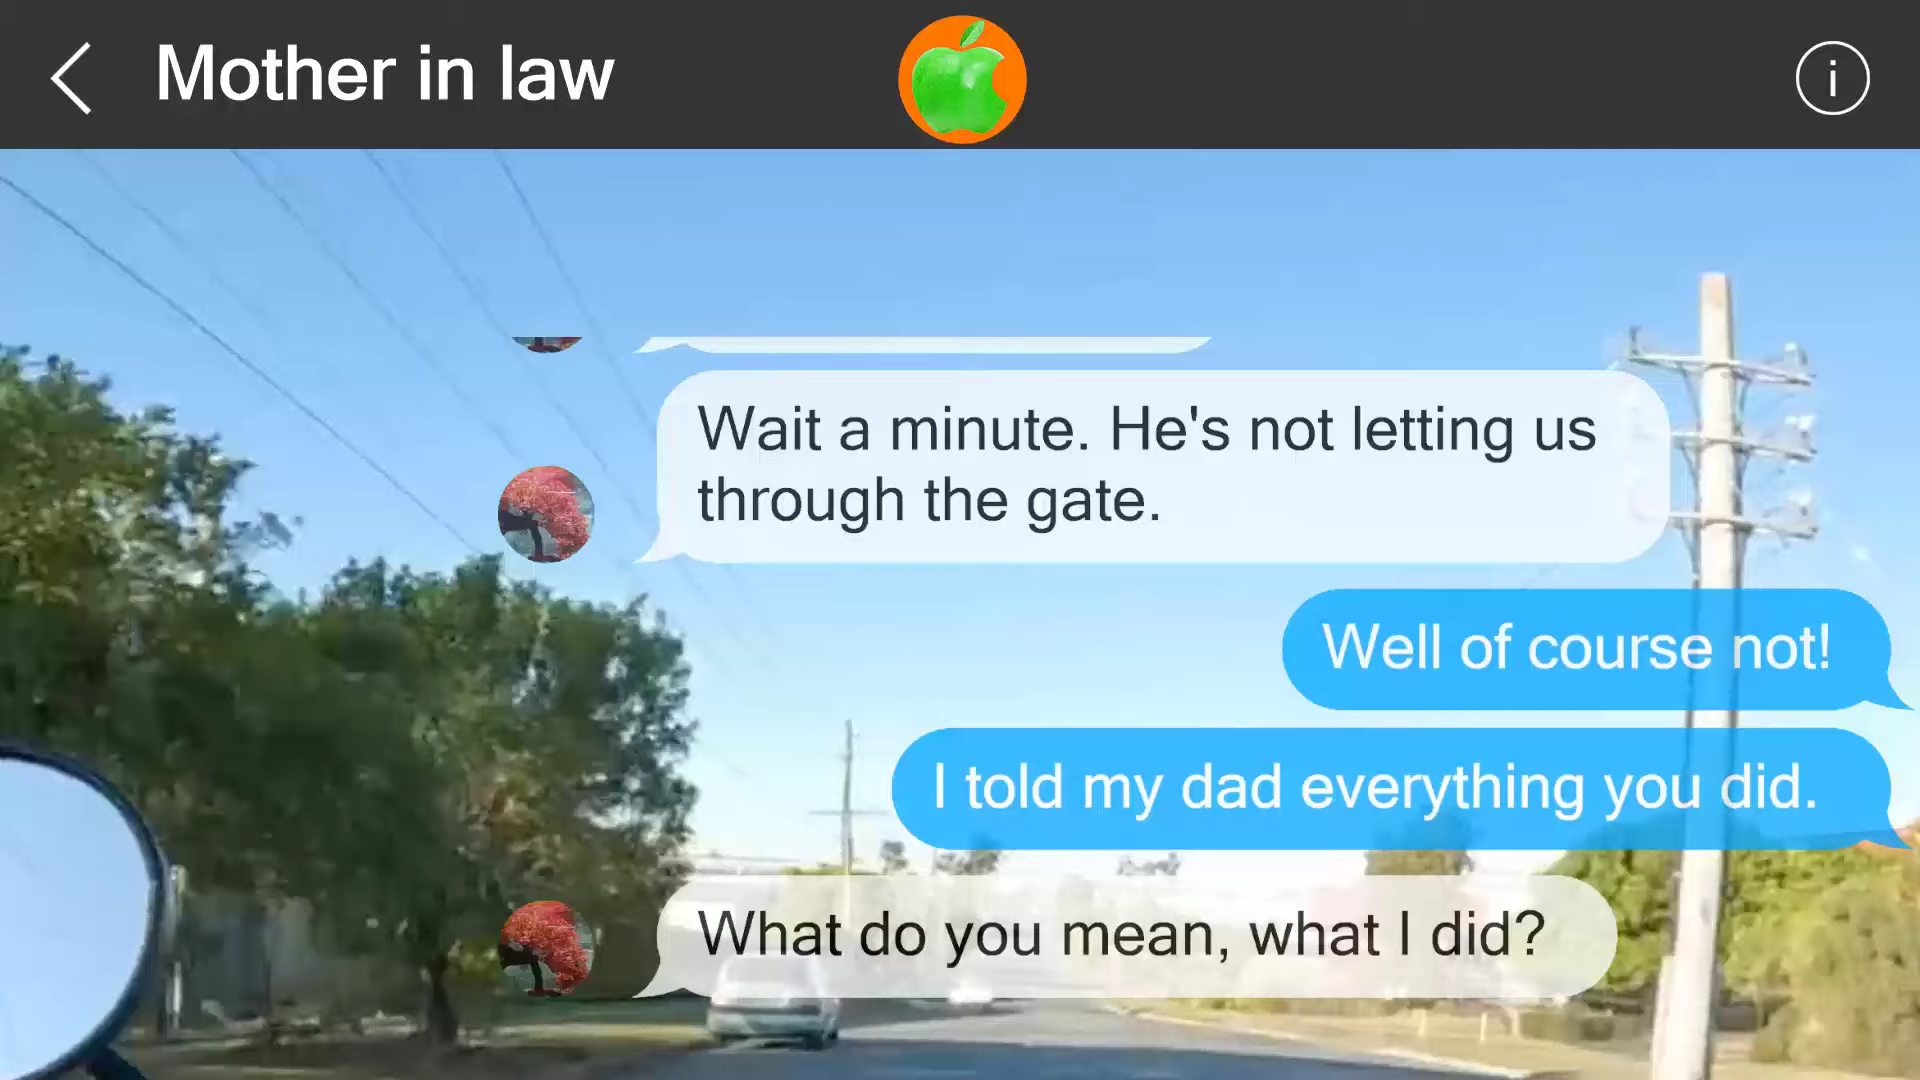 Mother in law
i
Wait a minute. He's not letting us
through the gate.
Well of course not!
I told my dad everything you did.
What do you mean, what I did?